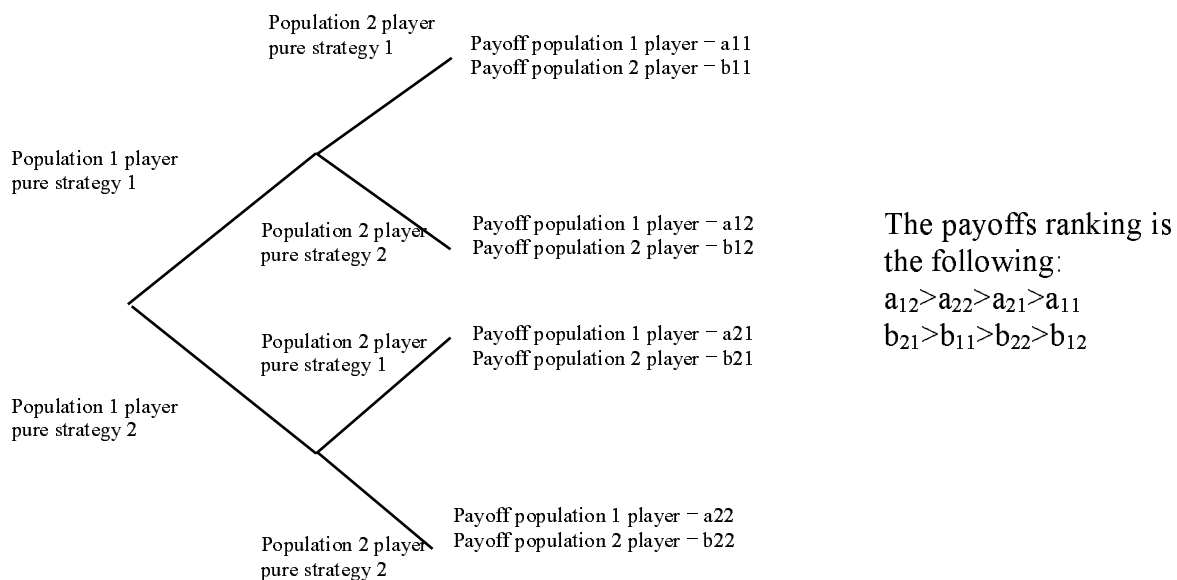 Population 2 player
pure strategy 1
Payoff population 1 player – a11
Payoff population 2 player – b11
Population 1 player
pure strategy 1
Population 2 player
pure strategy 2
Payoff population 1 player – a12
Payoff population 2 player – b12
The payoffs ranking is
the following:
a₁₂>a₂₂>a₂₁>a₁₁
b₂₁>b₁₁>b₂₂>b₁₂
Population 2 player
pure strategy 1
Payoff population 1 player – a21
Payoff population 2 player – b21
Population 1 player
pure strategy 2
Population 2 player
pure strategy 2
Payoff population 1 player – a22
Payoff population 2 player – b22